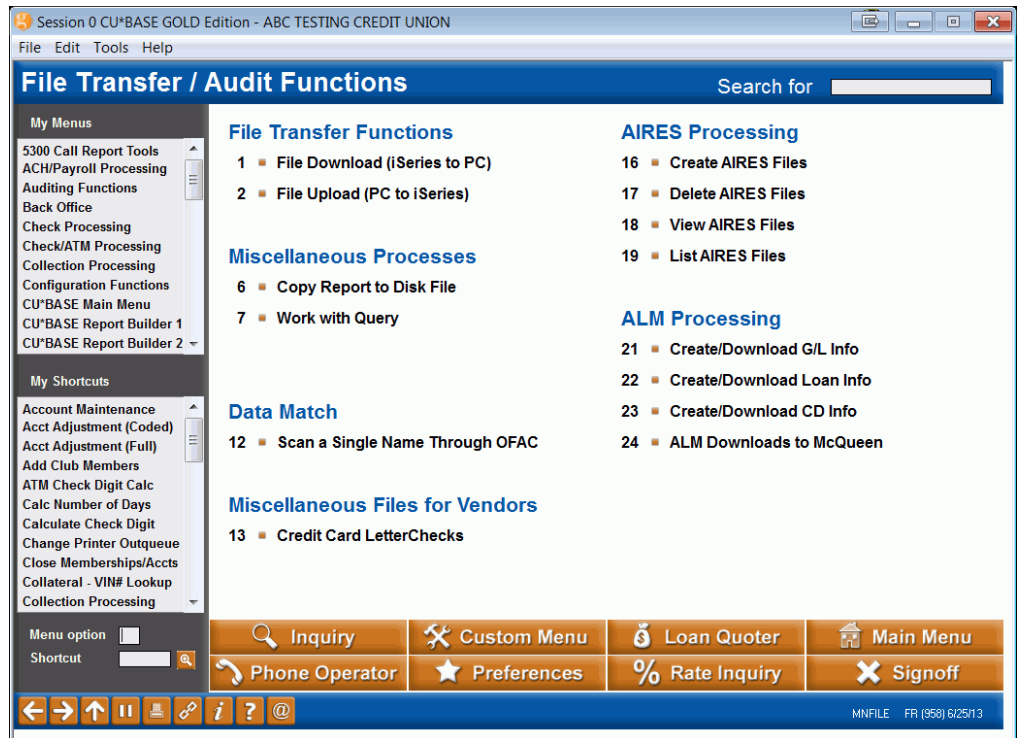 Session 0 CU*BASE GOLD Edition - ABC TESTING CREDIT UNION
File Edit Tools Help
File Transfer / Audit Functions
Search for
My Menus
5300 Call Report Tools
ACH/Payroll Processing
Auditing Functions
Back Office
Check Processing
Check/ATM Processing
Collection Processing
Configuration Functions
CU*BASE Main Menu
CU*BASE Report Builder 1
CU*BASE Report Builder 2
My Shortcuts
Account Maintenance
Acct Adjustment (Coded)
Acct Adjustment (Full)
Add Club Members
ATM Check Digit Calc
Calc Number of Days
Calculate Check Digit
Change Printer Outqueue
Close Memberships/Accts
Collateral - VIN# Lookup
Collection Processing
Menu option
Shortcut
File Transfer Functions
1 File Download (iSeries to PC)
2 File Upload (PC to iSeries)
Miscellaneous Processes
6 Copy Report to Disk File
7 Work with Query
Data Match
12 Scan a Single Name Through OFAC
Miscellaneous Files for Vendors
13 Credit Card LetterChecks
AIRES Processing
16 Create AIRES Files
17 Delete AIRES Files
18 View AIRES Files
19 List AIRES Files
ALM Processing
21 Create/Download G/L Info
22 Create/Download Loan Info
23 Create/Download CD Info
24 ALM Downloads to McQueen
Inquiry
Custom Menu
Loan Quoter
Main Menu
Phone Operator
Preferences
% Rate Inquiry
Signoff
i ? @
MNFILE FR (958) 6/25/13